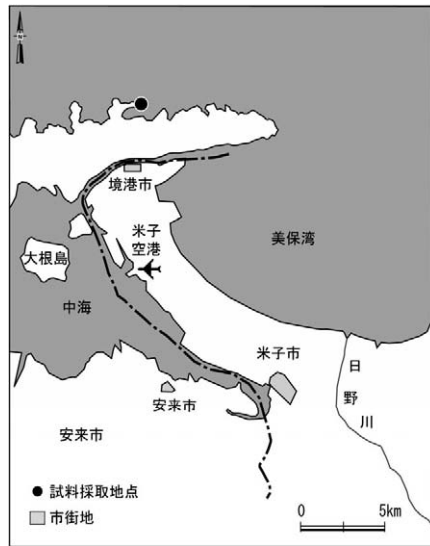 境港市
米子
空港
美保湾
大根島
中海
米子市
日野川
安来市
安来市
● 試料採取地点
市街地
0 5km